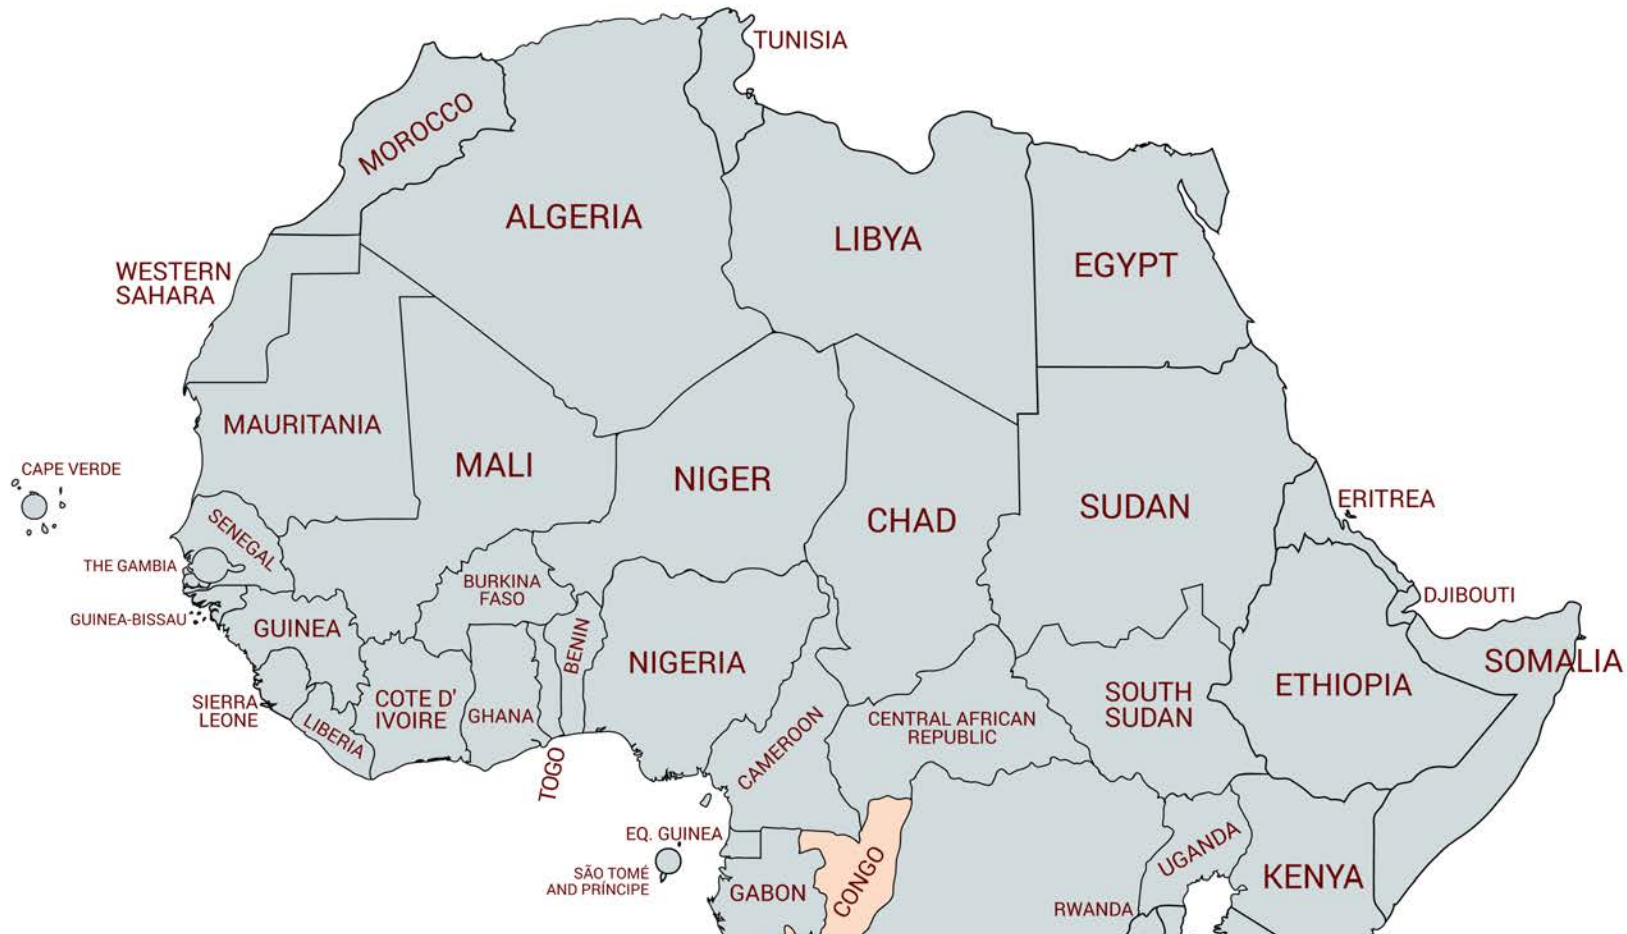 TUNISIA
MOROCCO
ALGERIA
LIBYA
EGYPT
WESTERN
SAHARA
MAURITANIA
MALI
NIGER
CHAD
SUDAN
ERITREA
CAPE VERDE
SENEGAL
THE GAMBIA
BURKINA
FASO
DJIBOUTI
GUINEA-BISSAU
GUINEA
BENIN
NIGERIA
SOMALIA
ETHIOPIA
SOUTH
SUDAN
SIERRA
LEONE
LIBERIA
COTE D'
IVOIRE
GHANA
CENTRAL AFRICAN
REPUBLIC
CAMEROON
TOGO
EQ. GUINEA
UGANDA
KENYA
SÃO TOMÉ
AND PRÍNCIPE
GABON
CONGO
RWANDA